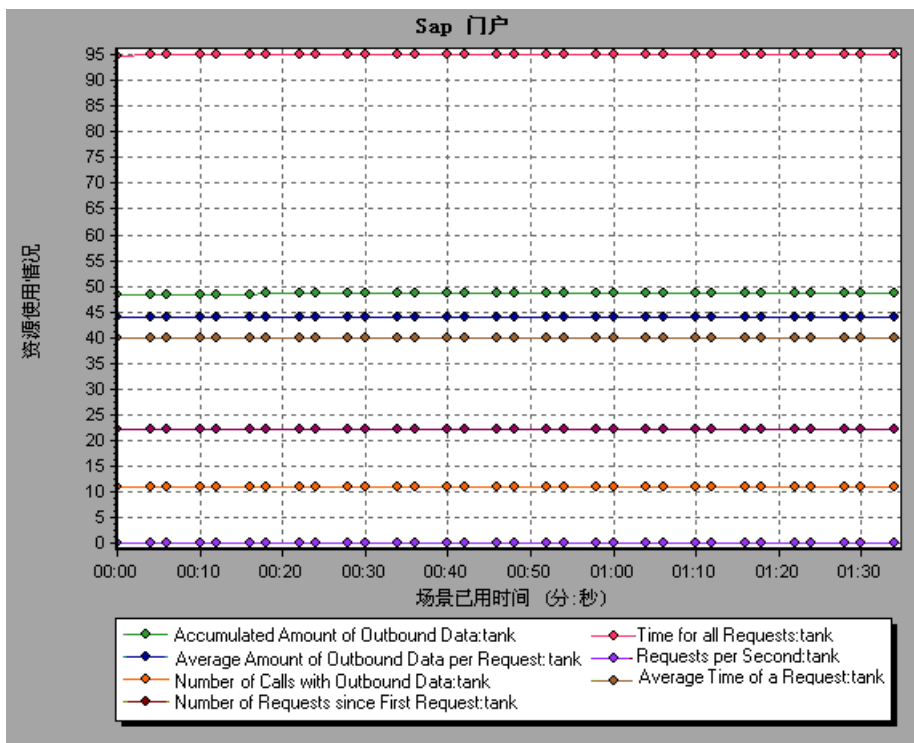 Sap 门户
95
90
85
80
75
70
65
60
55
50
45
40
35
30
25
20
15
10
5
0
资源使用情况
00:00 00:10 00:20 00:30 00:40 00:50 01:00 01:10 01:20 01:30
场景已用时间 (分:秒)
Accumulated Amount of Outbound Data:tank
Average Amount of Outbound Data per Request:tank
Number of Calls with Outbound Data:tank
Number of Requests since First Request:tank
Time for all Requests:tank
Requests per Second:tank
Average Time of a Request:tank